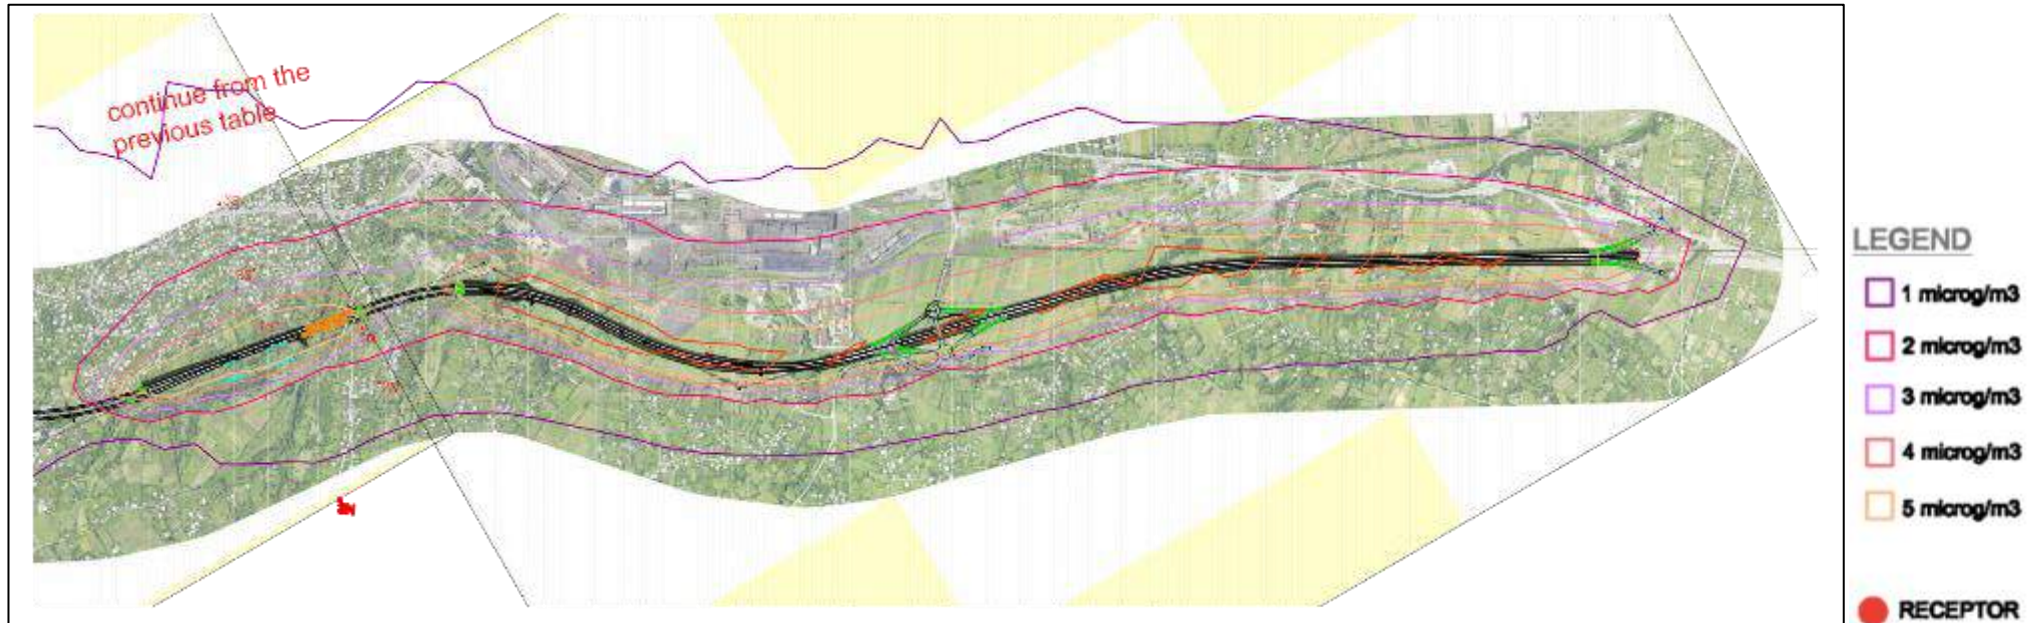 continue from the
previous table
LEGEND
1 microg/m3
2 microg/m3
3 microg/m3
4 microg/m3
5 microg/m3
RECEPTOR